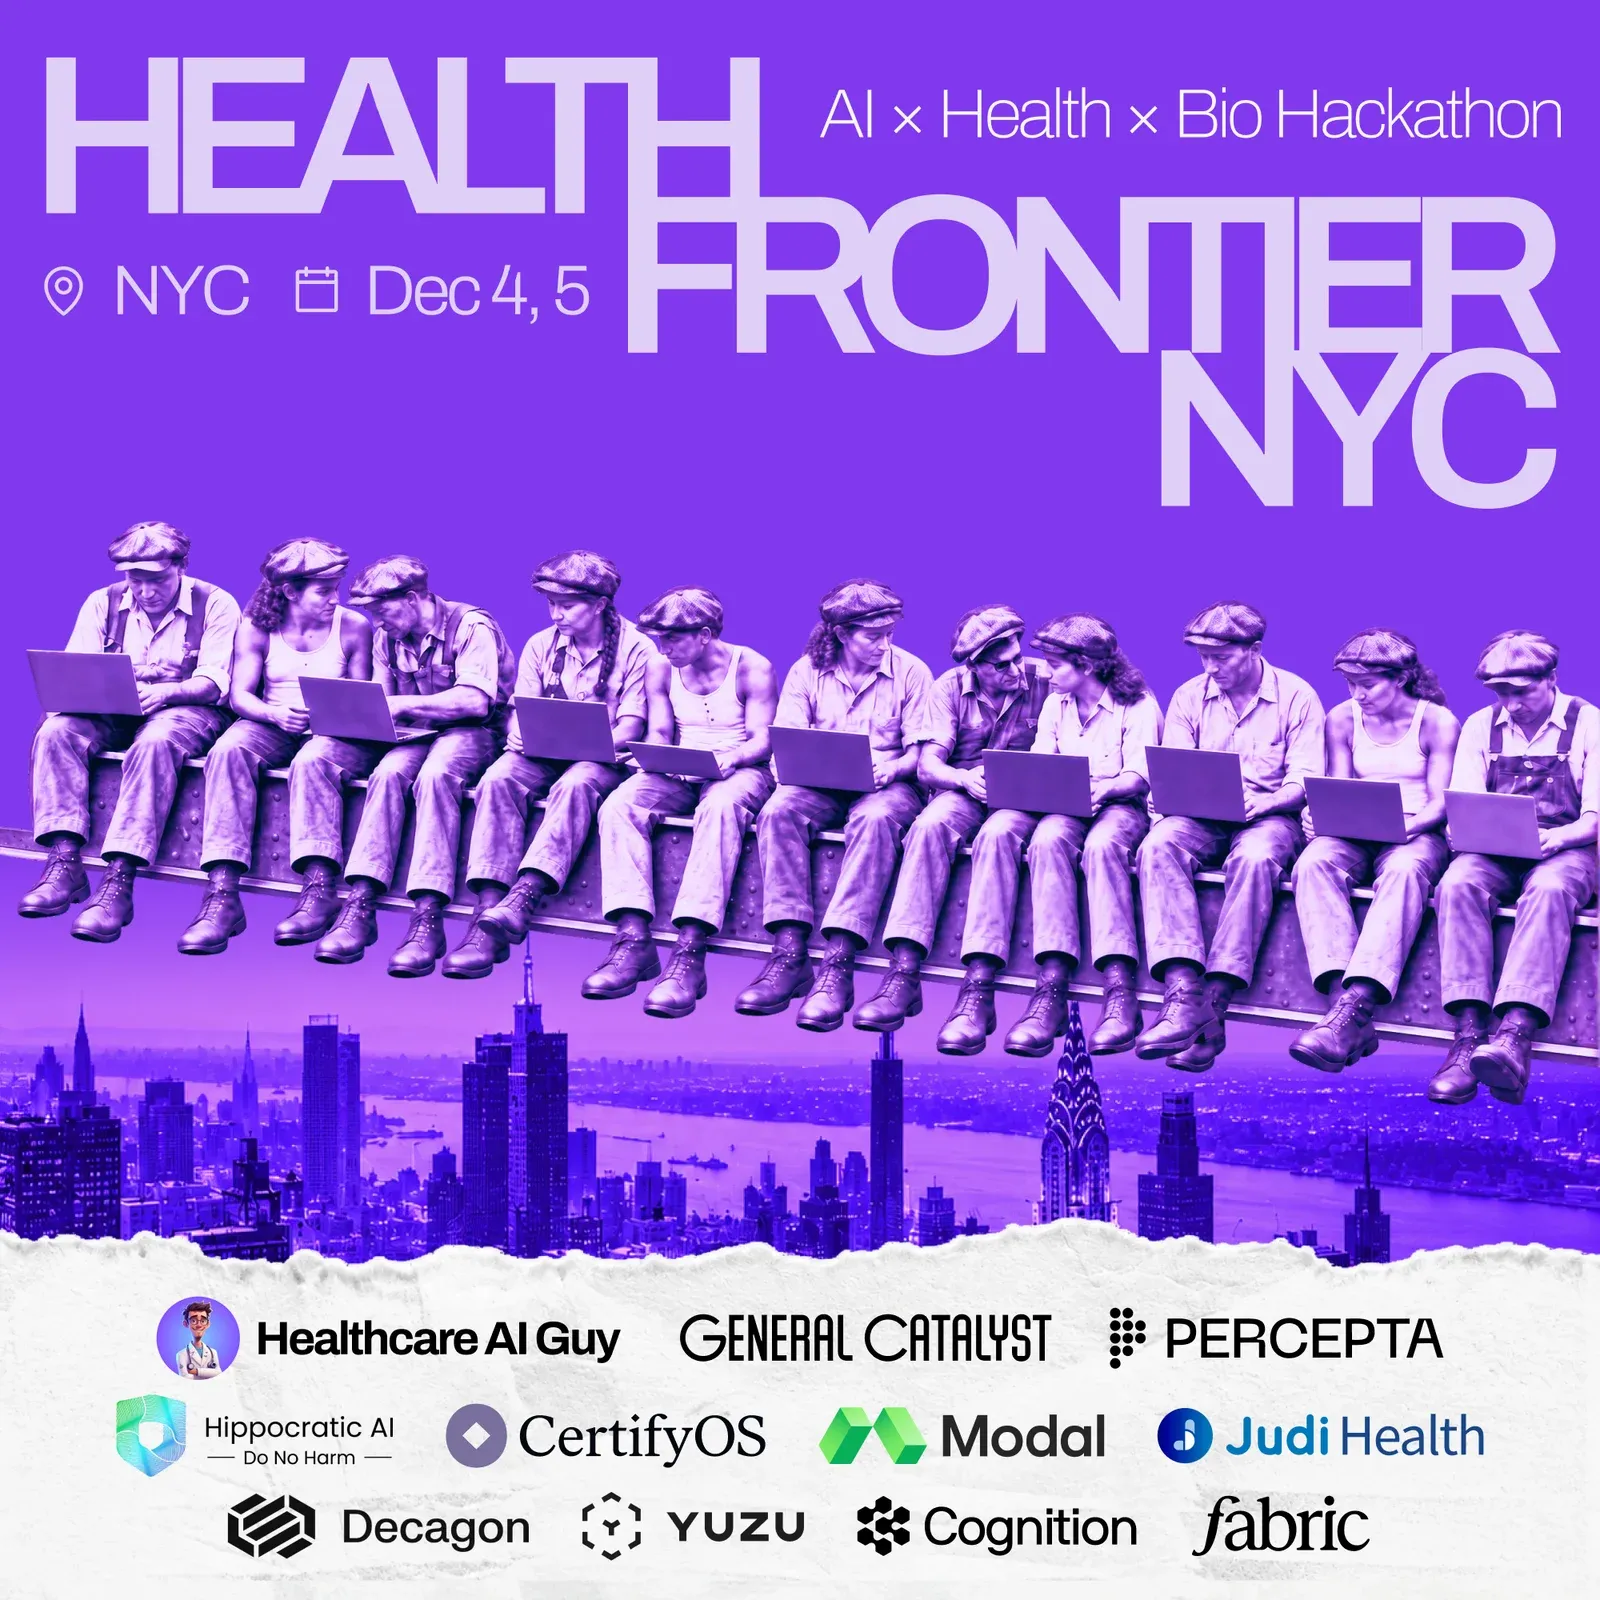 HEALTH
AI × Health × Bio Hackathon
FRONTIER
NYC Dec 4, 5
NYC
Healthcare AI Guy GENERAL CATALYST PERCEPTA
Hippocratic AI
Do No Harm
CertifyOS Modal Judi Health
Decagon YUZU Cognition fabric